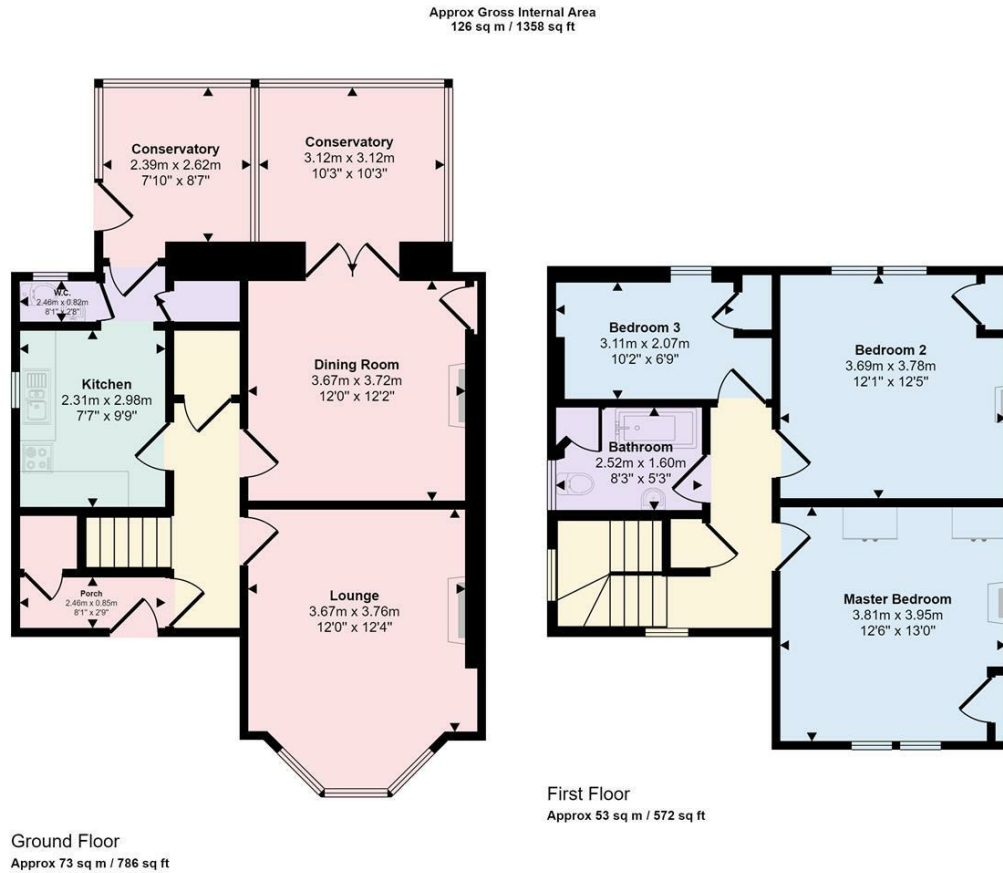 Approx Gross Internal Area
126 sq m / 1358 sq ft
Conservatory
2.39m x 2.62m
7'10" x 8'7"
Conservatory
3.12m x 3.12m
10'3" x 10'3"
W.C.
2.46m x 0.82m
8'1" x 2'8"
Kitchen
2.31m x 2.98m
7'7" x 9'9"
Dining Room
3.67m x 3.72m
12'0" x 12'2"
Porch
2.46m x 0.85m
8'1" x 2'9"
Lounge
3.67m x 3.76m
12'0" x 12'4"
Ground Floor
Approx 73 sq m / 786 sq ft
Bedroom 3
3.11m x 2.07m
10'2" x 6'9"
Bedroom 2
3.69m x 3.78m
12'1" x 12'5"
Bathroom
2.52m x 1.60m
8'3" x 5'3"
Master Bedroom
3.81m x 3.95m
12'6" x 13'0"
First Floor
Approx 53 sq m / 572 sq ft